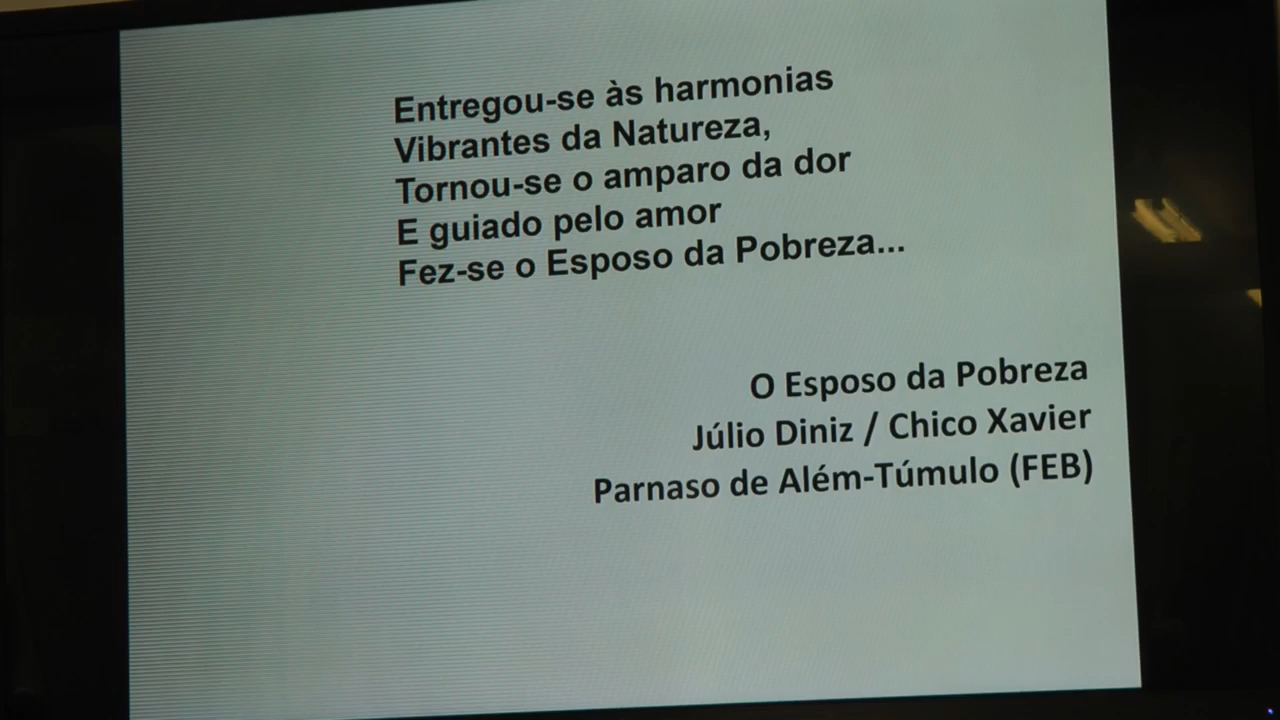 Entregou-se às harmonias
Vibrantes da Natureza,
Tornou-se o amparo da dor
E guiado pelo amor
Fez-se o Esposo da Pobreza...
O Esposo da Pobreza
Júlio Diniz / Chico Xavier
Parnaso de Além-Túmulo (FEB)